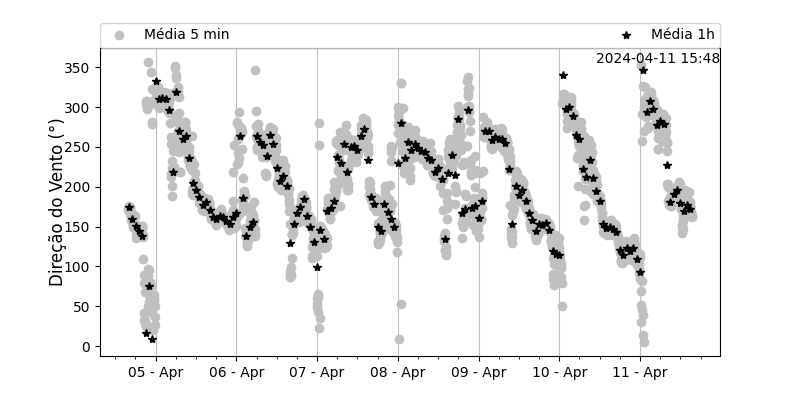 Média 5 min
Média 1h
2024-04-11 15:48
Direção do Vento (°)
350
300
250
200
150
100
50
0
05 - Apr
06 - Apr
07 - Apr
08 - Apr
09 - Apr
10 - Apr
11 - Apr